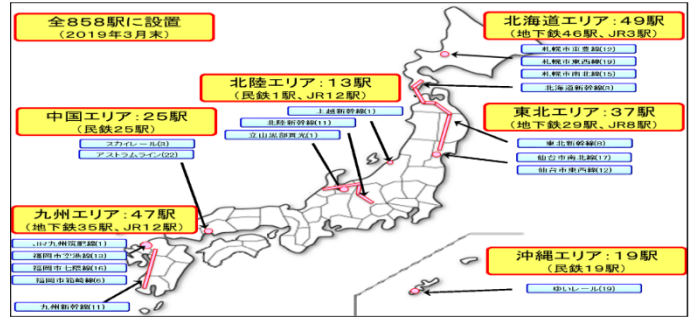 全858駅に設置
(2019年3月末)
北海道エリア:49駅
(地下鉄46駅、JR3駅)
札幌市東豊線(12)
札幌市東西線(19)
札幌市南北線(15)
北海道新幹線(3)
北陸エリア:13駅
(民鉄1駅、JR12駅)
上越新幹線(1)
北陸新幹線(11)
立山黒部貫光(1)
東北エリア:37駅
(地下鉄29駅、JR8駅)
東北新幹線(8)
仙台市南北線(17)
仙台市東西線(12)
中国エリア:25駅
(民鉄25駅)
スカイレール(3)
アストラムライン(22)
九州エリア:47駅
(地下鉄35駅、JR12駅)
JR九州筑肥線(1)
福岡市空港線(13)
福岡市七隈線(16)
福岡市箱崎線(6)
九州新幹線(11)
沖縄エリア:19駅
(民鉄19駅)
ゆいレール(19)